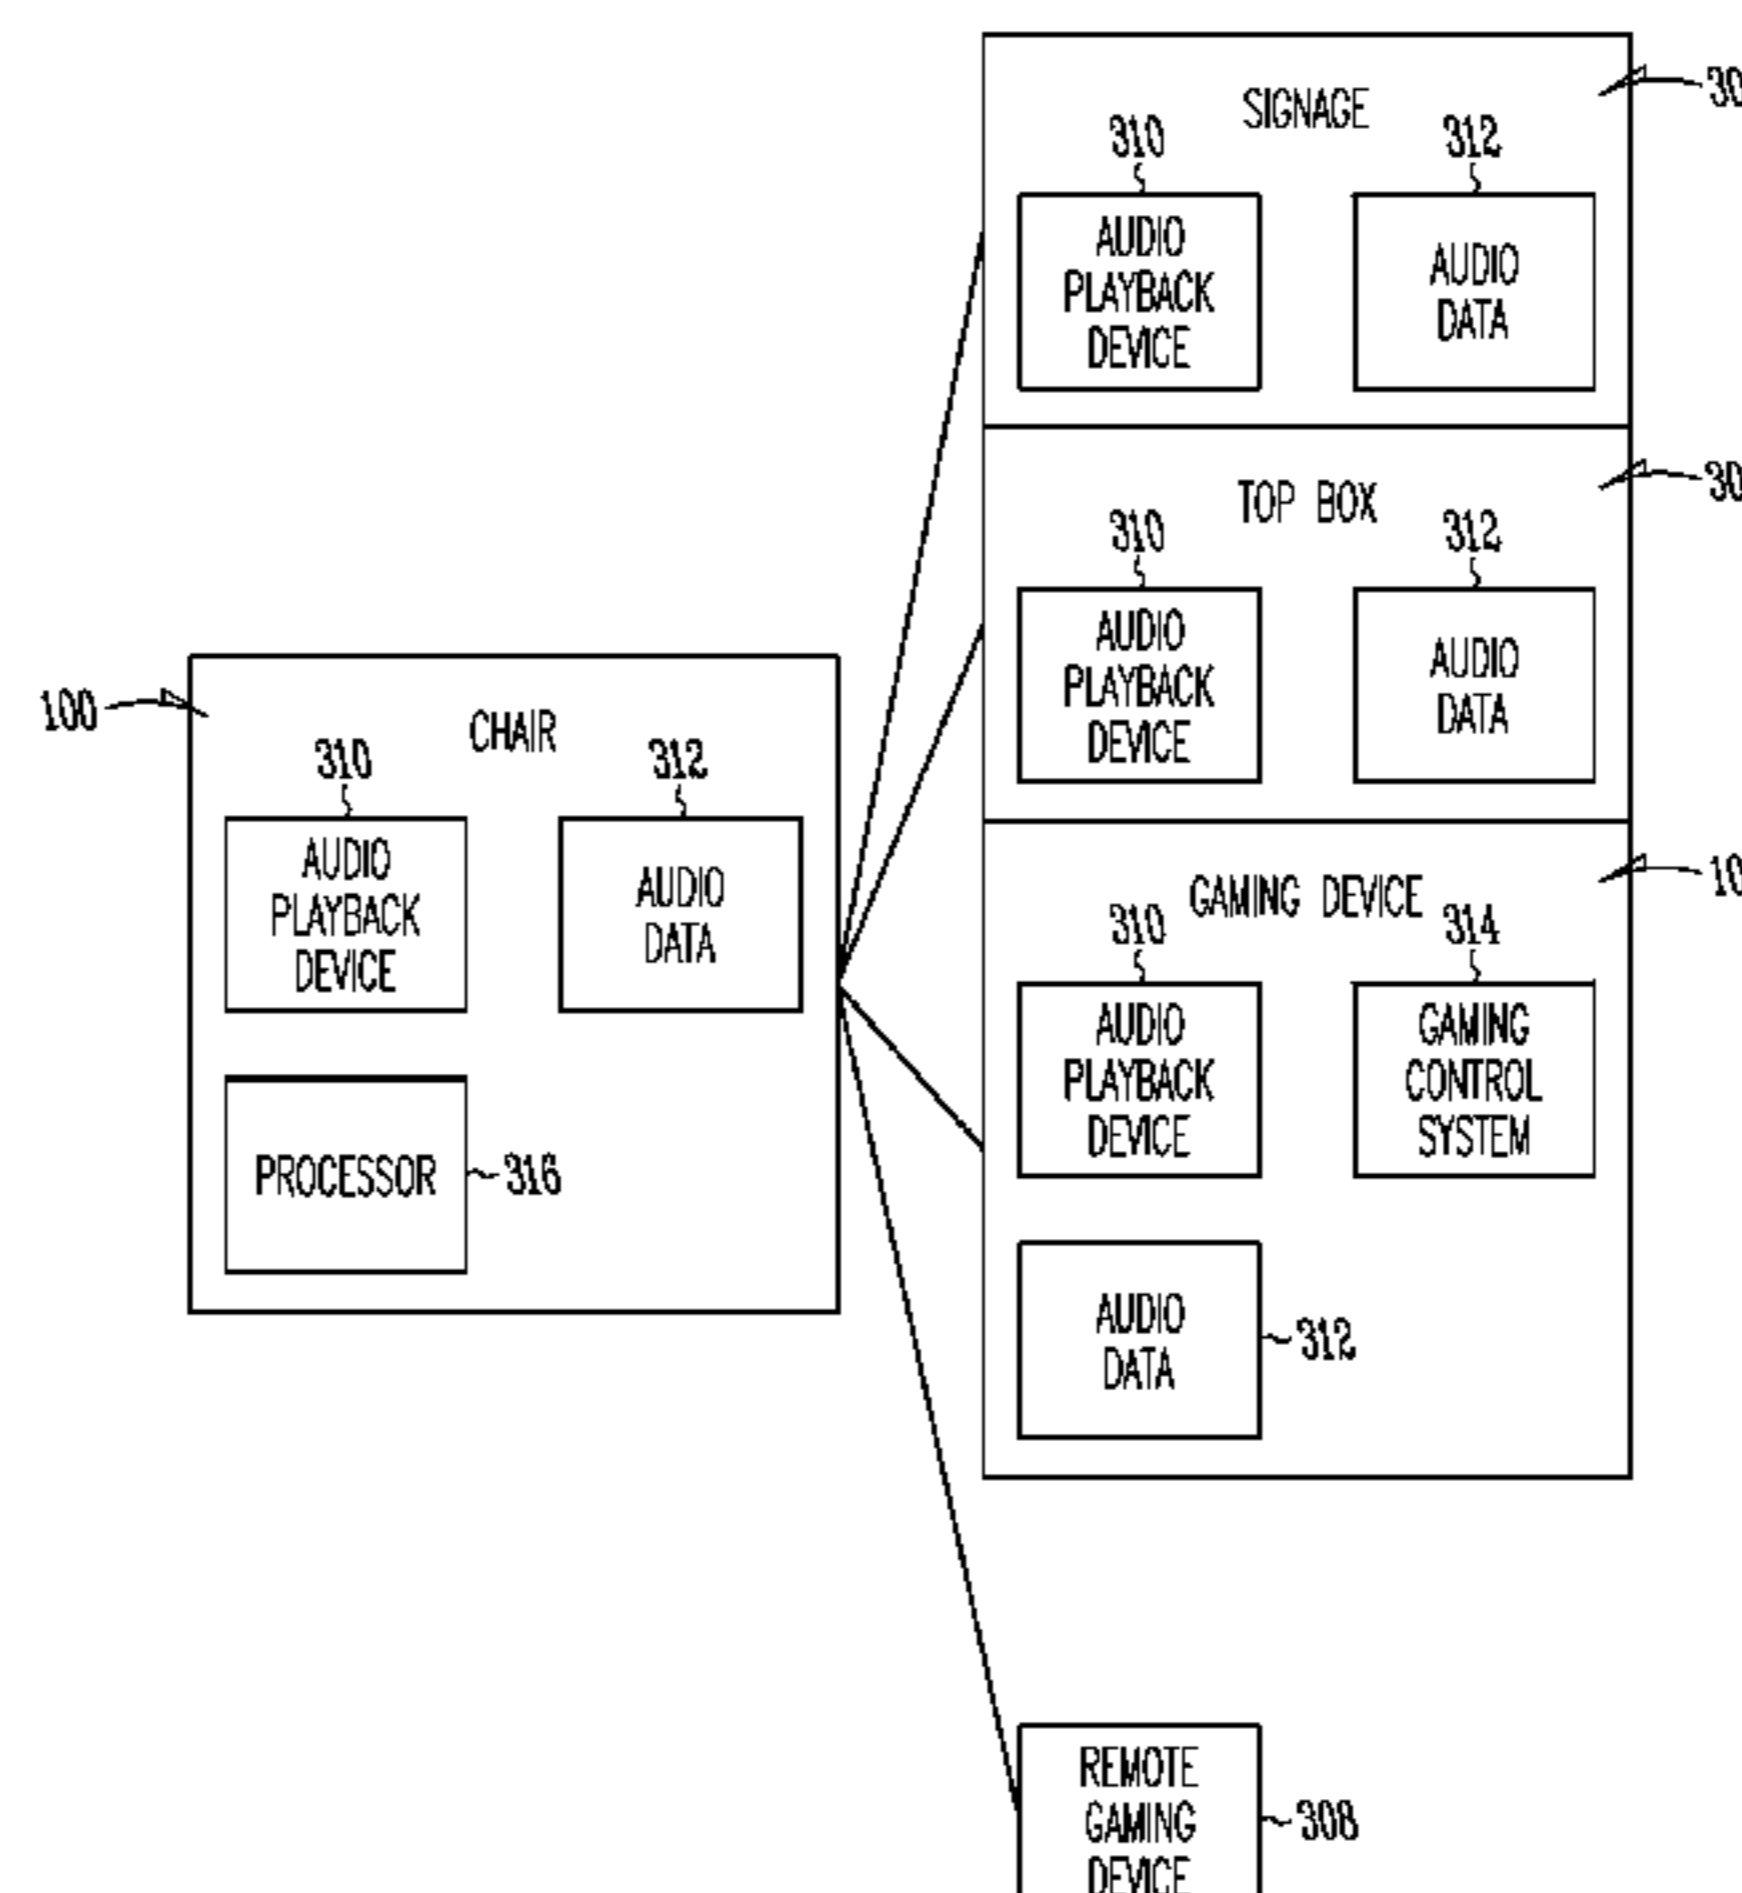 SIGNAGE
310
312
AUDIO
PLAYBACK
DEVICE
AUDIO
DATA
TOP BOX
310
312
AUDIO
PLAYBACK
DEVICE
AUDIO
DATA
100
CHAIR
310
312
AUDIO
PLAYBACK
DEVICE
AUDIO
DATA
PROCESSOR
316
GAMING DEVICE
310
314
AUDIO
PLAYBACK
DEVICE
GAMING
CONTROL
SYSTEM
AUDIO
DATA
312
REMOTE
GAMING
DEVICE
308